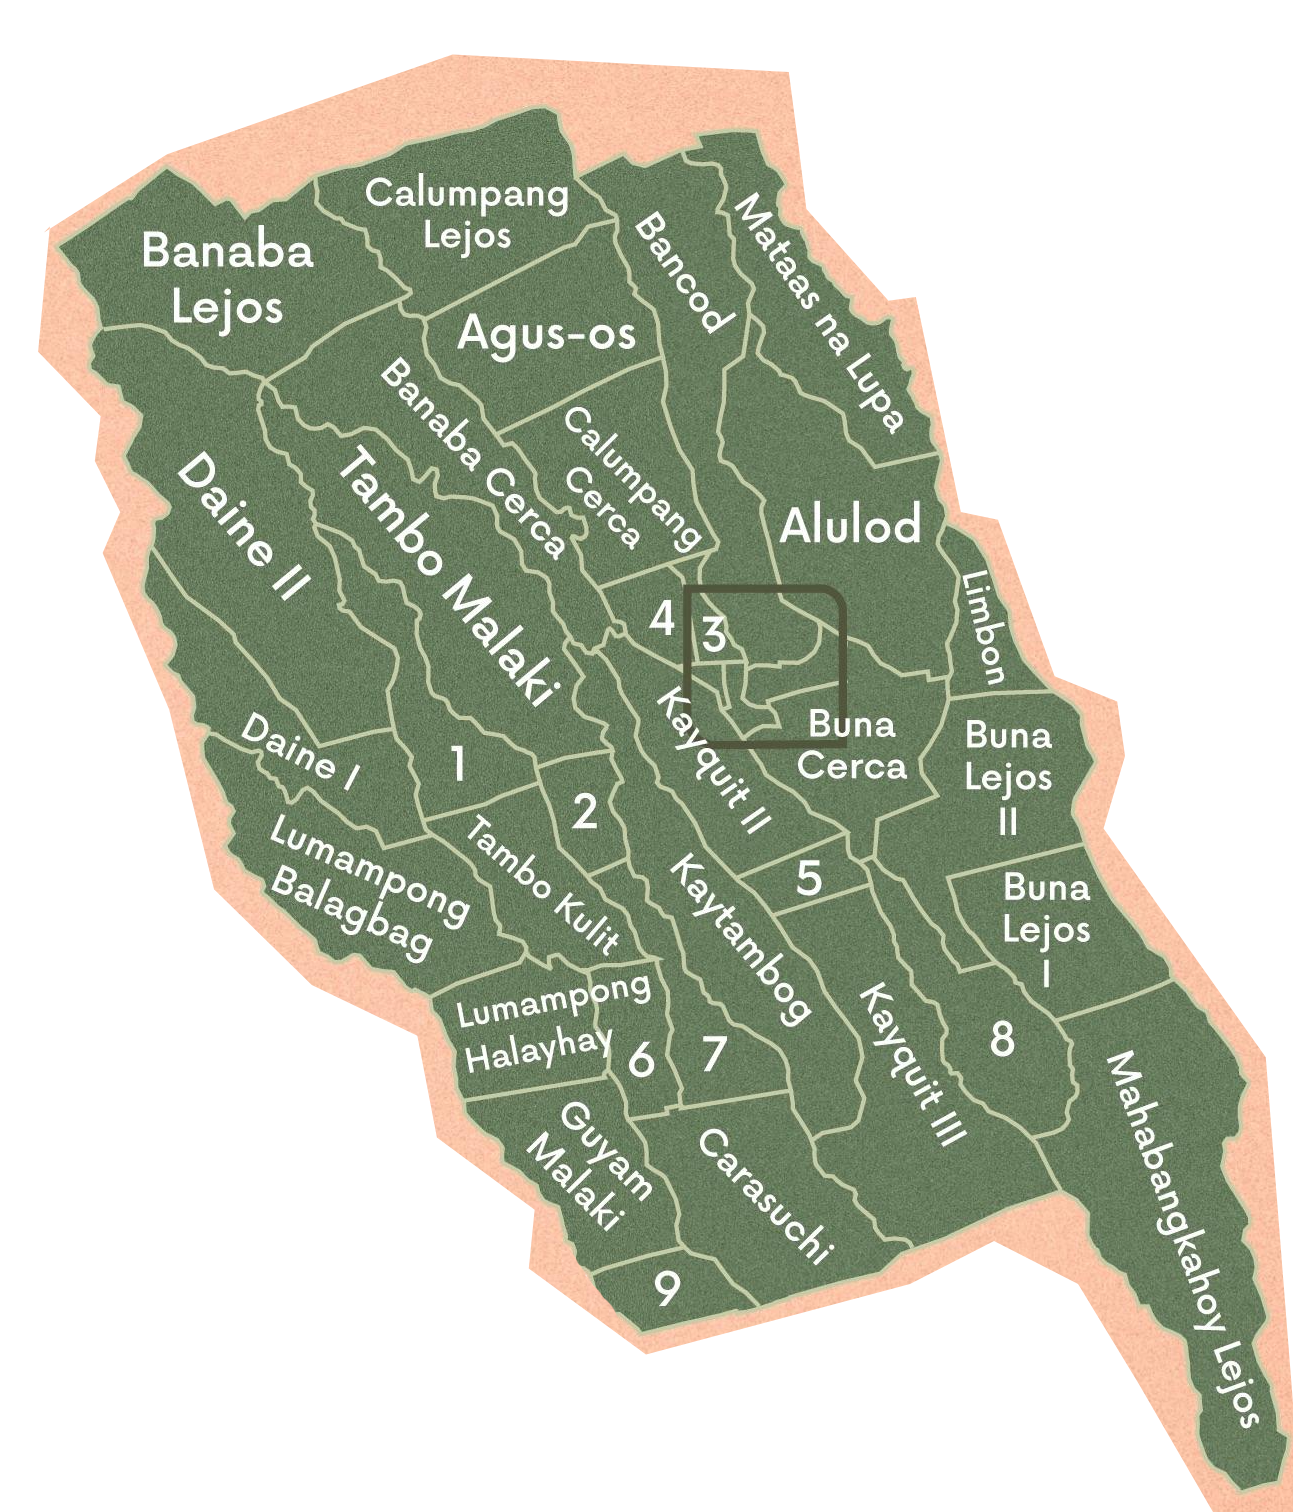 Calumpang
Lejos
Banaba
Lejos
Bancod
Mataas na Lupa
Agus-os
Banaba Cerca
Calumpang
Cerca
Daine II
Tambo Malaki
Alulod
Limbon
4
3
Kayquit II
Buna
Cerca
Buna
Lejos
II
Daine I
1
2
Lumampong
Balagbag
Tambo Kulit
Kaytambog
5
Buna
Lejos
I
Lumampong
Halayhay
6
7
Kayquit III
8
Mahabangkahoy Lejos
Guyam
Malaki
Carasuchi
9